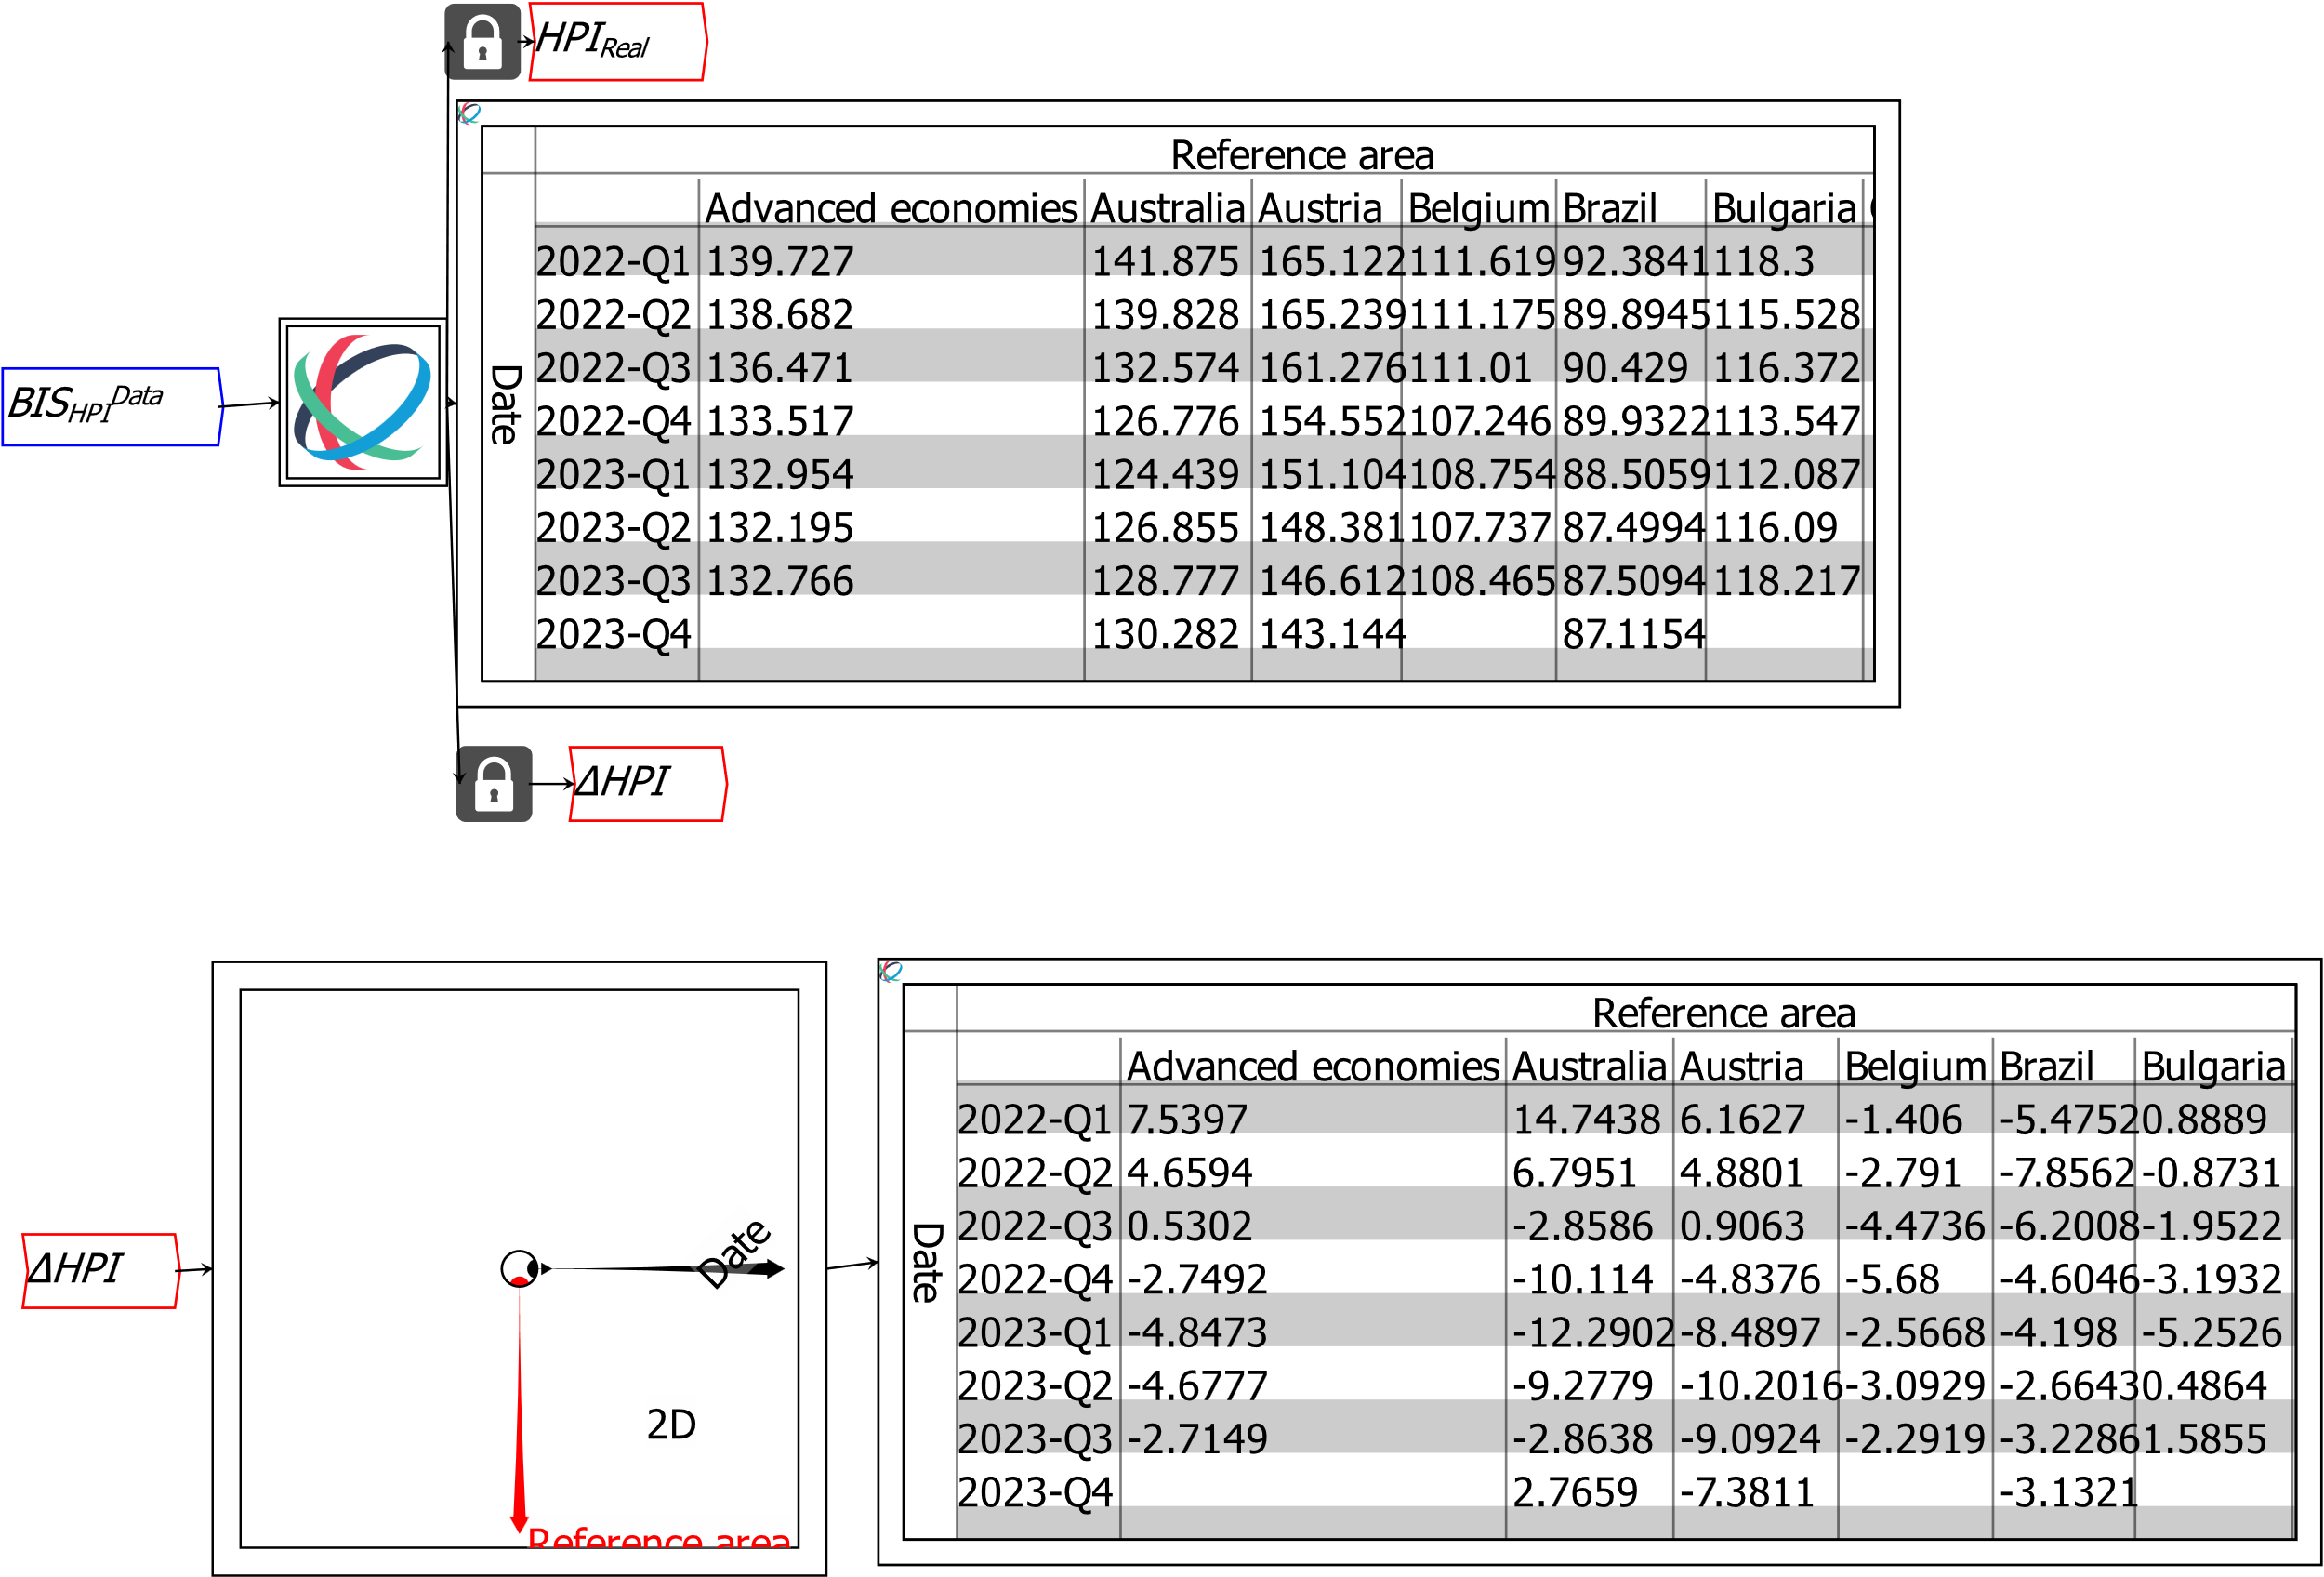 HPI_Real
Reference area
Advanced economies Australia Austria Belgium Brazil Bulgaria
2022-Q1 139.727 141.875 165.122 111.619 92.3841 118.3
2022-Q2 138.682 139.828 165.239 111.175 89.8945 115.528
Date
2022-Q3 136.471 132.574 161.276 111.01 90.429 116.372
BIS_HPI^Data
2022-Q4 133.517 126.776 154.552 107.246 89.9322 113.547
2023-Q1 132.954 124.439 151.104 108.754 88.5059 112.087
2023-Q2 132.195 126.855 148.381 107.737 87.4994 116.09
2023-Q3 132.766 128.777 146.612 108.465 87.5094 118.217
2023-Q4 130.282 143.144 87.1154
ΔHPI
Reference area
Advanced economies Australia Austria Belgium Brazil Bulgaria
2022-Q1 7.5397 14.7438 6.1627 -1.406 -5.4752 0.8889
2022-Q2 4.6594 6.7951 4.8801 -2.791 -7.8562 -0.8731
2022-Q3 0.5302 -2.8586 0.9063 -4.4736 -6.2008 -1.9522
Date
ΔHPI
Date
2022-Q4 -2.7492 -10.114 -4.8376 -5.68 -4.6046 -3.1932
2023-Q1 -4.8473 -12.2902 -8.4897 -2.5668 -4.198 -5.2526
2023-Q2 -4.6777 -9.2779 -10.2016 -3.0929 -2.6643 0.4864
2D
2023-Q3 -2.7149 -2.8638 -9.0924 -2.2919 -3.2286 1.5855
2023-Q4 2.7659 -7.3811 -3.1321
Reference area